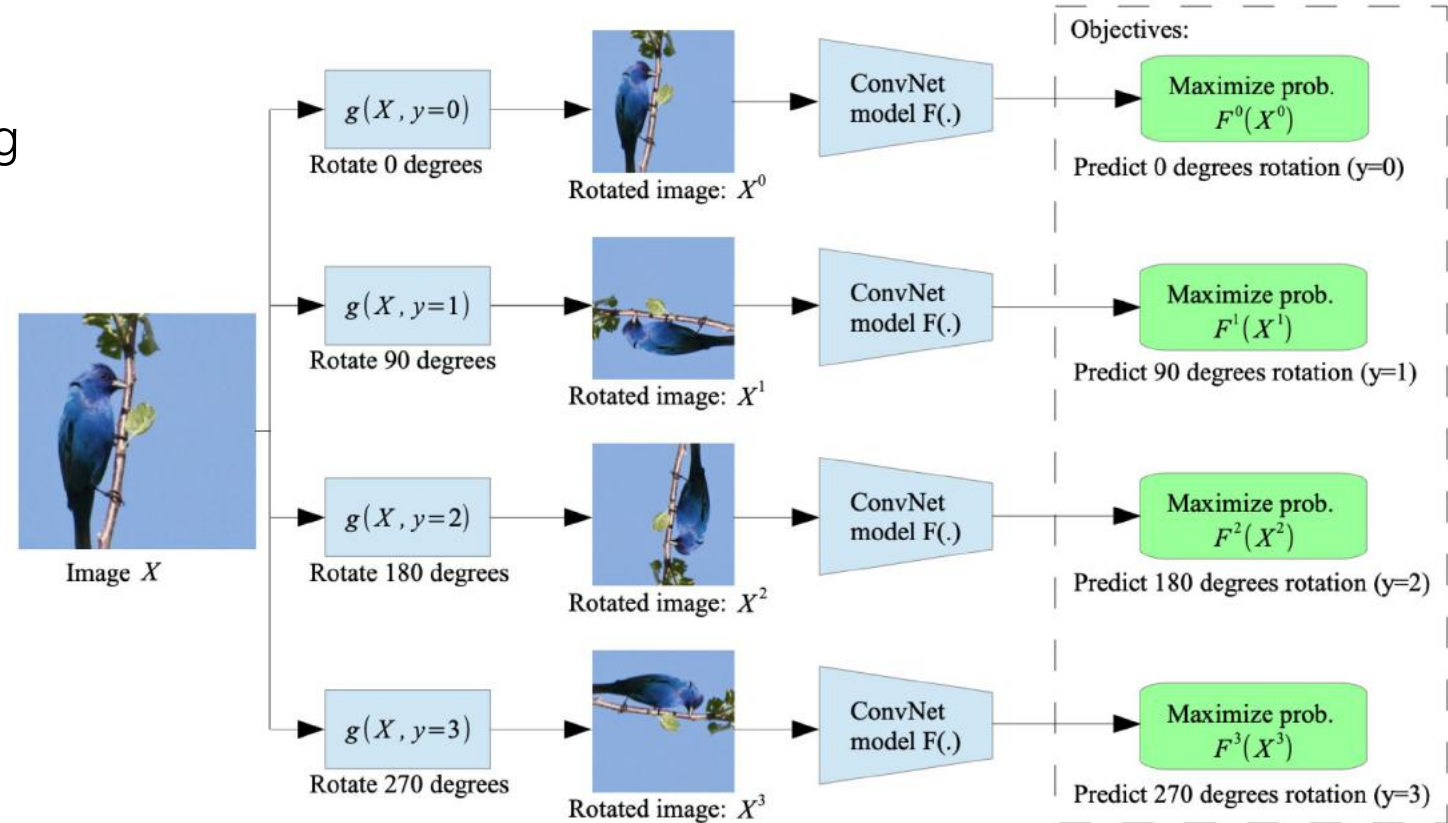 g
Objectives:
g(X, y=0)
Rotate 0 degrees
Rotated image: X⁰
ConvNet
model F(.)
Maximize prob.
F⁰(X⁰)
Predict 0 degrees rotation (y=0)
g(X, y=1)
Rotate 90 degrees
Rotated image: X¹
ConvNet
model F(.)
Maximize prob.
F¹(X¹)
Predict 90 degrees rotation (y=1)
Image X
g(X, y=2)
Rotate 180 degrees
Rotated image: X²
ConvNet
model F(.)
Maximize prob.
F²(X²)
Predict 180 degrees rotation (y=2)
g(X, y=3)
Rotate 270 degrees
Rotated image: X³
ConvNet
model F(.)
Maximize prob.
F³(X³)
Predict 270 degrees rotation (y=3)